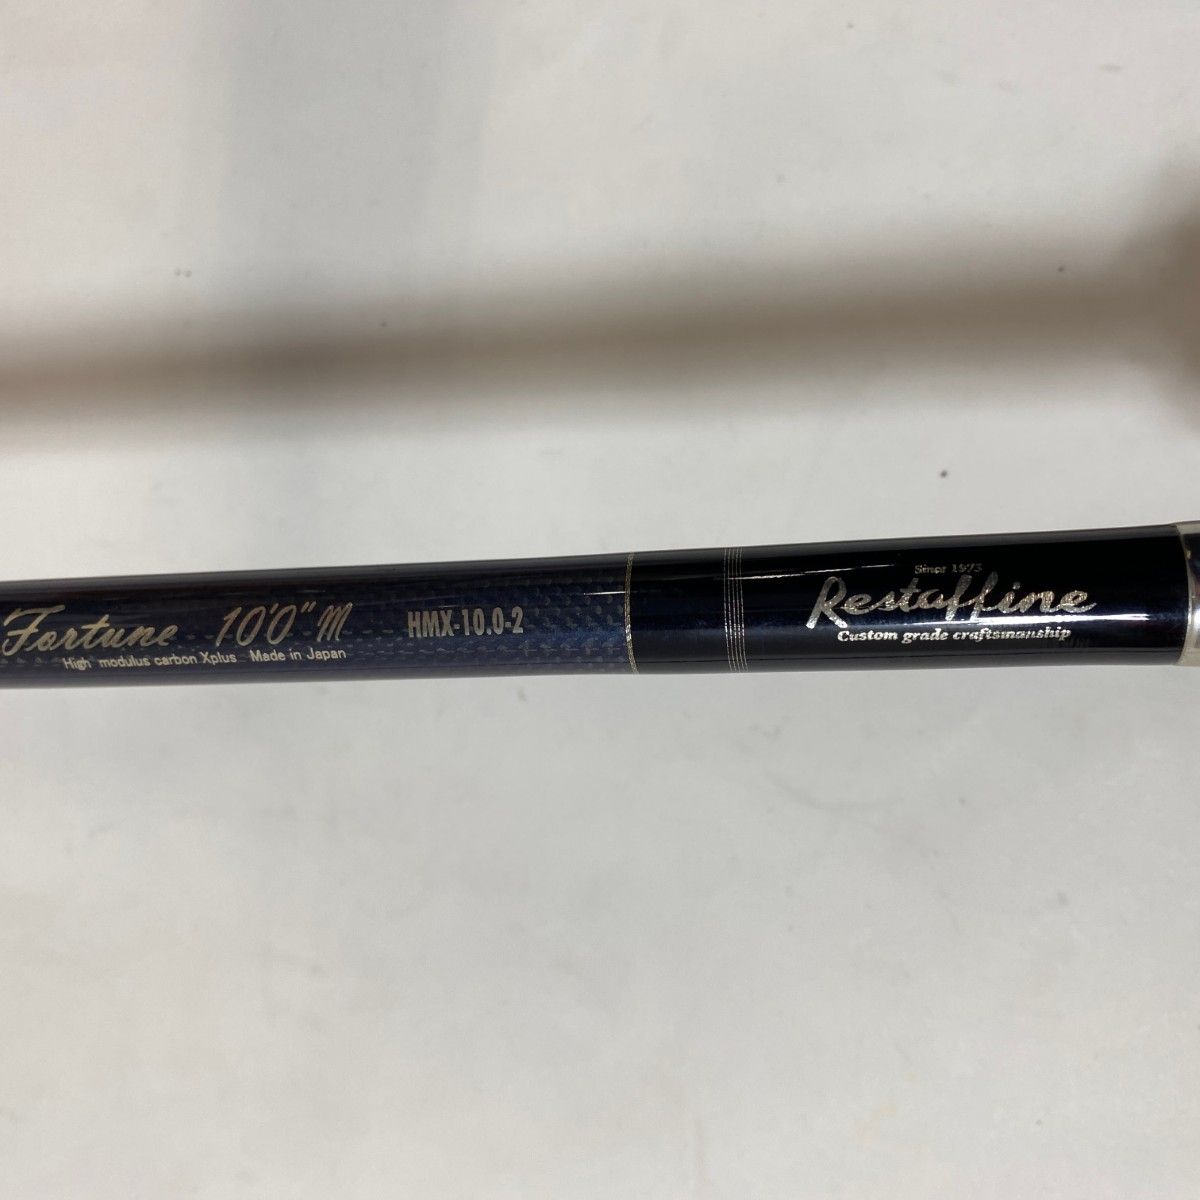 Fortune 10'0" M HMX-10.0-2
High modulus carbon Xplus Made in Japan
Since 1973
Restaffine
Custom grade craftsmanship